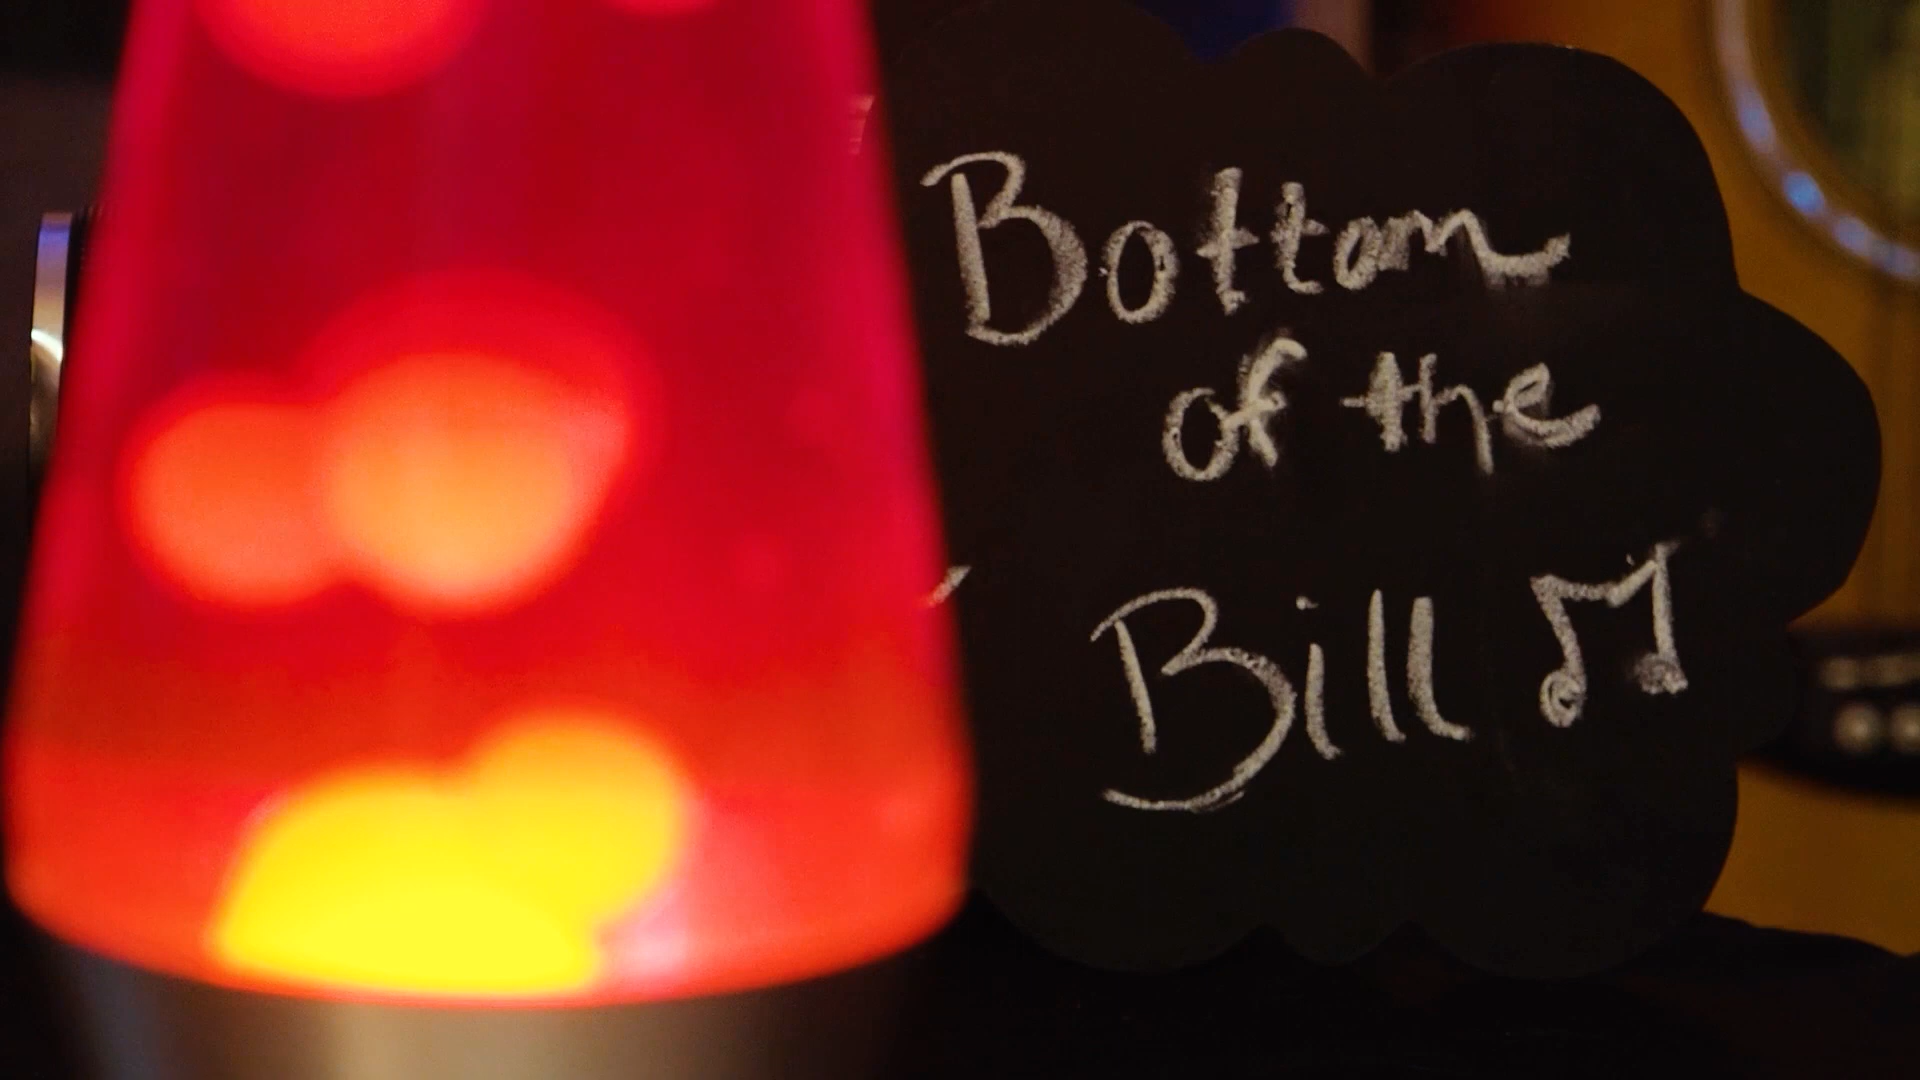 Bottom
of the
Bill ♫